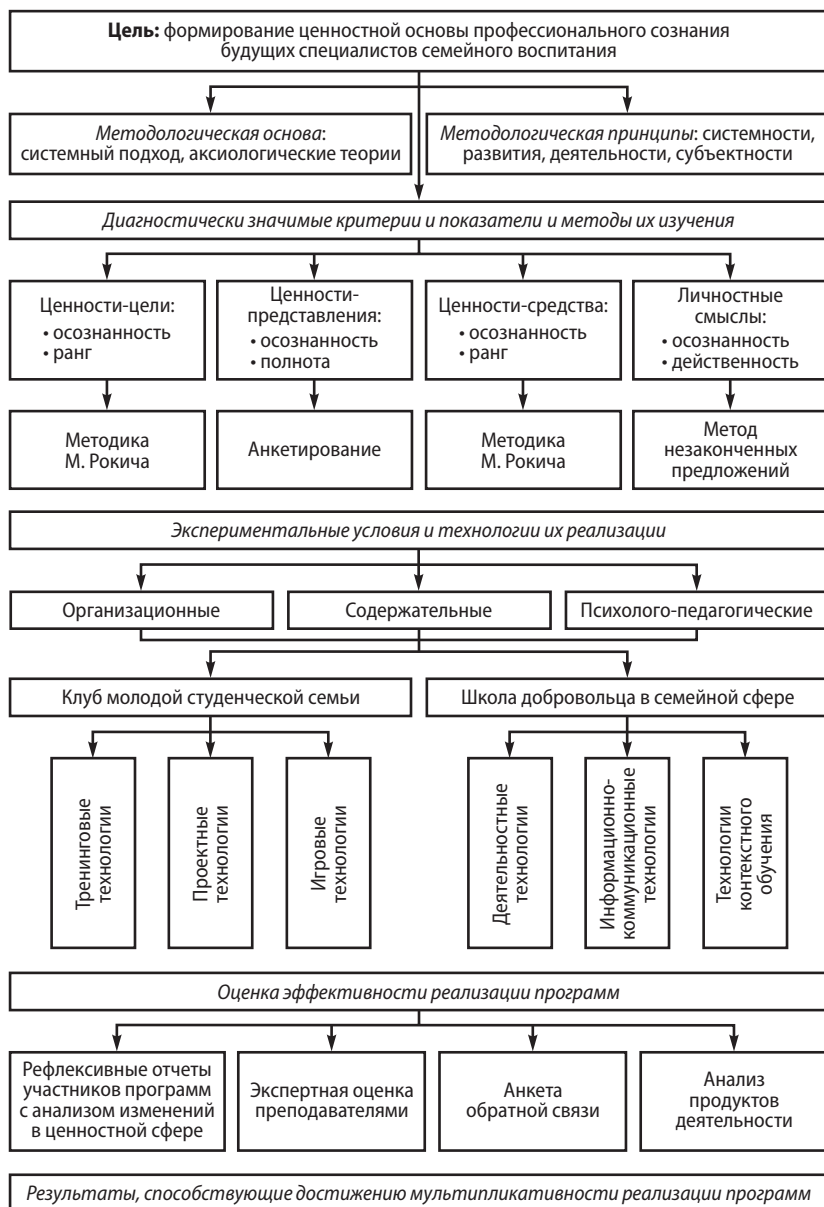 Цель: формирование ценностной основы профессионального сознания
будущих специалистов семейного воспитания
Методологическая основа:
системный подход, аксиологические теории
Методологическая принципы: системности,
развития, деятельности, субъектности
Диагностически значимые критерии и показатели и методы их изучения
Ценности-цели:
• осознанность
• ранг
Ценности-
представления:
• осознанность
• полнота
Ценности-средства:
• осознанность
• ранг
Личностные
смыслы:
• осознанность
• действенность
Методика
М. Рокича
Анкетирование
Методика
М. Рокича
Метод
незаконченных
предложений
Экспериментальные условия и технологии их реализации
Организационные
Содержательные
Психолого-педагогические
Клуб молодой студенческой семьи
Школа добровольца в семейной сфере
Тренинговые
технологии
Проектные
технологии
Игровые
технологии
Деятельностные
технологии
Информационно-
коммуникационные
технологии
Технологии
контекстного
обучения
Оценка эффективности реализации программ
Рефлексивные отчеты
участников программ
с анализом изменений
в ценностной сфере
Экспертная оценка
преподавателями
Анкета
обратной связи
Анализ
продуктов
деятельности
Результаты, способствующие достижению мультипликативности реализации программ